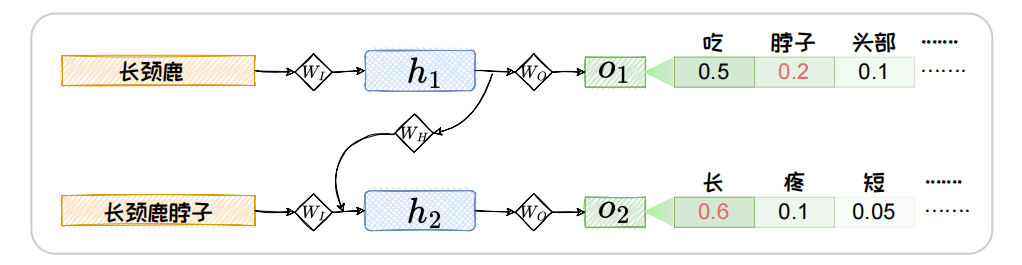 吃 脖子 头部 ……
长颈鹿 W_I h_1 W_O o_1 0.5 0.2 0.1 ……
W_H
长 疼 短 ……
长颈鹿脖子 W_I h_2 W_O o_2 0.6 0.1 0.05 ……